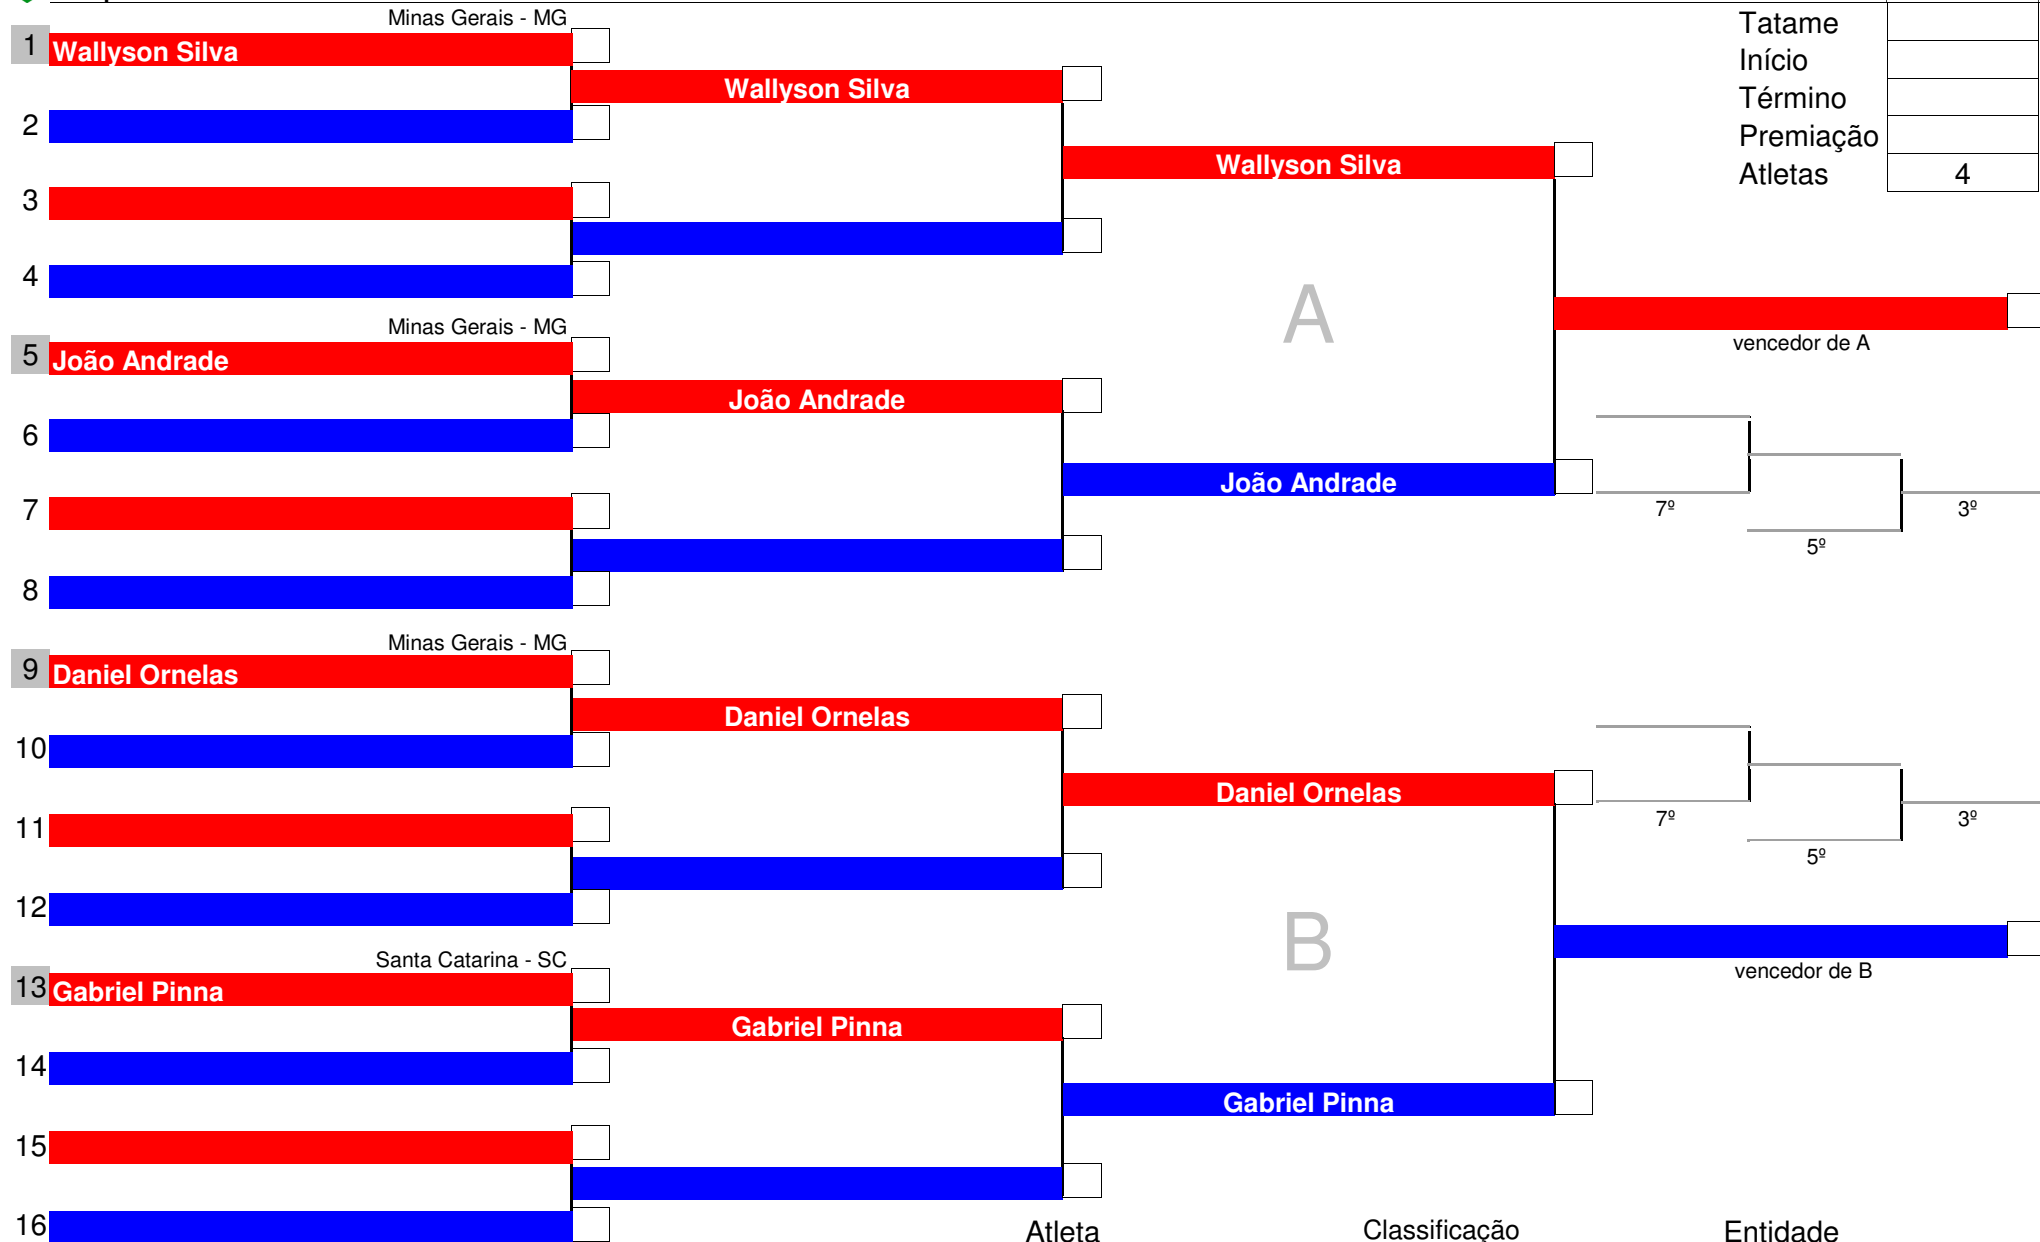 Minas Gerais - MG
Tatame
1 Wallyson Silva
Início
Wallyson Silva
Término
2
Premiação
Wallyson Silva
Atletas 4
3
4
A
Minas Gerais - MG
vencedor de A
5 João Andrade
João Andrade
6
João Andrade
7
7º 3º
5º
8
Minas Gerais - MG
9 Daniel Ornelas
Daniel Ornelas
10
Daniel Ornelas
11
7º 3º
5º
12
B
Santa Catarina - SC
vencedor de B
13 Gabriel Pinna
Gabriel Pinna
14
Gabriel Pinna
15
16
Atleta Classificação Entidade